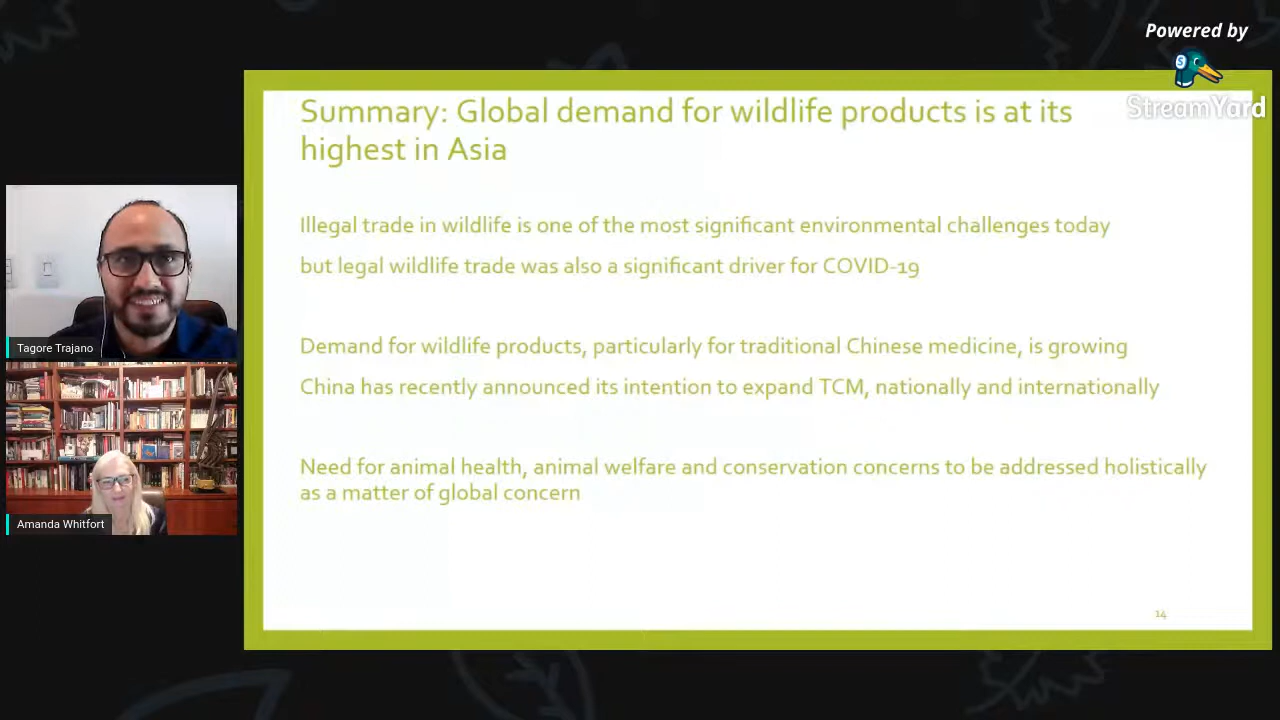 Powered by
StreamYard
Summary: Global demand for wildlife products is at its
highest in Asia
Illegal trade in wildlife is one of the most significant environmental challenges today
but legal wildlife trade was also a significant driver for COVID-19
Demand for wildlife products, particularly for traditional Chinese medicine, is growing
China has recently announced its intention to expand TCM, nationally and internationally
Need for animal health, animal welfare and conservation concerns to be addressed holistically
as a matter of global concern
14
Tagore Trajano
Amanda Whitfort